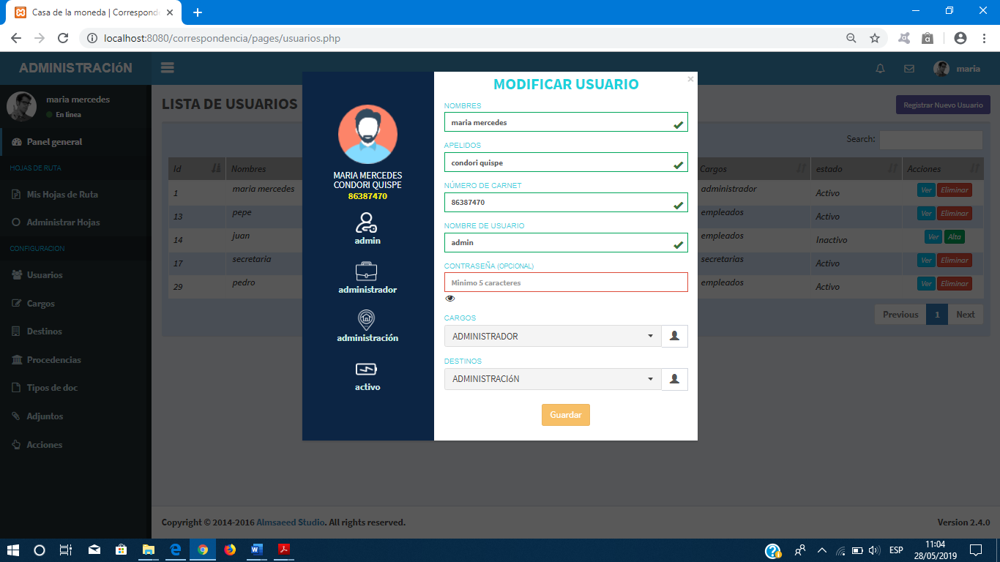 Casa de la moneda | Corresponde
localhost:8080/correspondencia/pages/usuarios.php
ADMINISTRACIóN
maria
maria mercedes
En linea
Panel general
HOJAS DE RUTA
Mis Hojas de Ruta
Administrar Hojas
CONFIGURACION
Usuarios
Cargos
Destinos
Procedencias
Tipos de doc
Adjuntos
Acciones
LISTA DE USUARIOS
Registrar Nuevo Usuario
Search:
Id Nombres Cargos estado Acciones
1 maria mercedes administrador Activo Ver Eliminar
13 pepe empleados Activo Ver Eliminar
14 juan empleados Inactivo Ver Alta
17 secretaria secretarias Activo Ver Eliminar
29 pedro empleados Activo Ver Eliminar
Previous 1 Next
MARIA MERCEDES
CONDORI QUISPE
86387470
admin
administrador
administración
activo
×
MODIFICAR USUARIO
NOMBRES
maria mercedes
APELIDOS
condori quispe
NÚMERO DE CARNET
86387470
NOMBRE DE USUARIO
admin
CONTRASEÑA (OPCIONAL)
Minimo 5 caracteres
CARGOS
ADMINISTRADOR
DESTINOS
ADMINISTRACIóN
Guardar
Copyright © 2014-2016 Almsaeed Studio. All rights reserved.
Version 2.4.0
ESP
11:04
28/05/2019